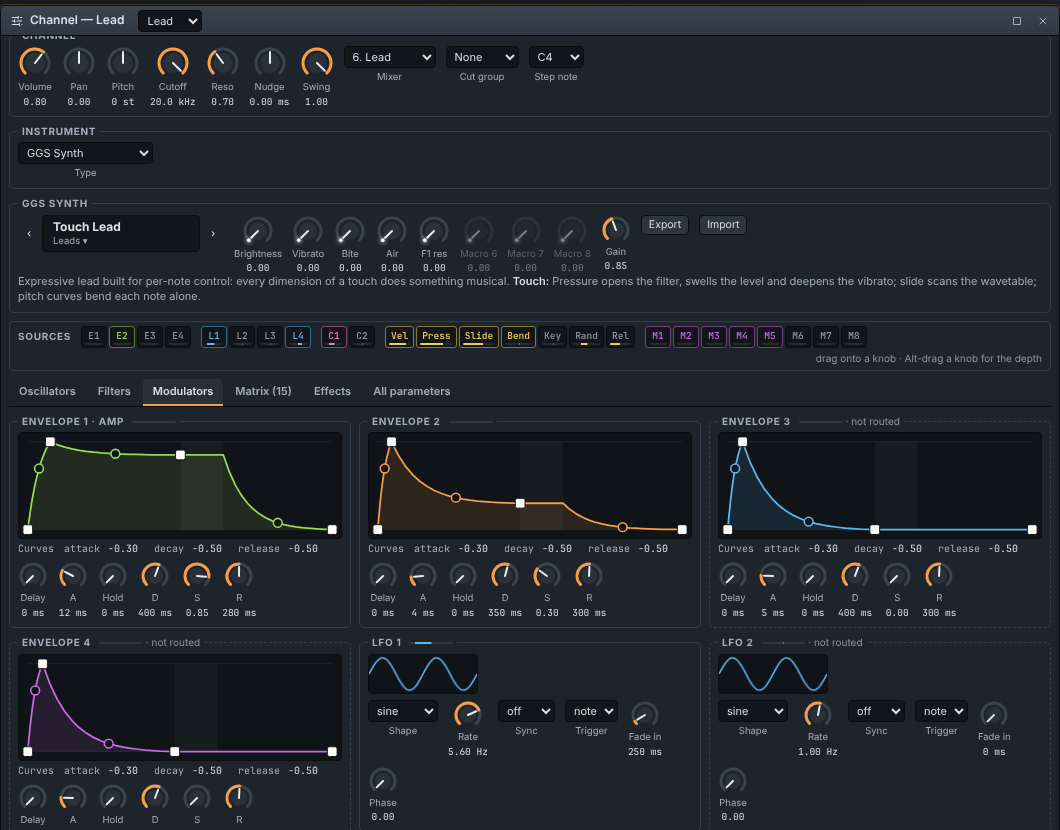 Channel — Lead Lead
CHANNEL
6. Lead None C4
Volume Pan Pitch Cutoff Reso Nudge Swing Mixer Cut group Step note
0.80 0.00 0 st 20.0 kHz 0.70 0.00 ms 1.00
INSTRUMENT
GGS Synth
Type
GGS SYNTH
‹ Touch Lead ›
Leads ▾
Export Import
Brightness Vibrato Bite Air F1 res Macro 6 Macro 7 Macro 8 Gain
0.00 0.00 0.00 0.00 0.00 0.00 0.00 0.00 0.85
Expressive lead built for per-note control: every dimension of a touch does something musical. Touch: Pressure opens the filter, swells the level and deepens the vibrato; slide scans the wavetable;
pitch curves bend each note alone.
SOURCES E1 E2 E3 E4 L1 L2 L3 L4 C1 C2 Vel Press Slide Bend Key Rand Rel M1 M2 M3 M4 M5 M6 M7 M8
drag onto a knob · Alt-drag a knob for the depth
Oscillators Filters Modulators Matrix (15) Effects All parameters
ENVELOPE 1 · AMP
Curves attack -0.30 decay -0.50 release -0.50
Delay A Hold D S R
0 ms 12 ms 0 ms 400 ms 0.85 280 ms
ENVELOPE 2
Curves attack -0.30 decay -0.50 release -0.50
Delay A Hold D S R
0 ms 4 ms 0 ms 350 ms 0.30 300 ms
ENVELOPE 3 · not routed
Curves attack -0.30 decay -0.50 release -0.50
Delay A Hold D S R
0 ms 5 ms 0 ms 400 ms 0.00 300 ms
ENVELOPE 4 · not routed
Curves attack -0.30 decay -0.50 release -0.50
Delay A Hold D S R
LFO 1
sine off note
Shape Rate Sync Trigger Fade in
5.60 Hz 250 ms
Phase
0.00
LFO 2 · not routed
sine off note
Shape Rate Sync Trigger Fade in
1.00 Hz 0 ms
Phase
0.00